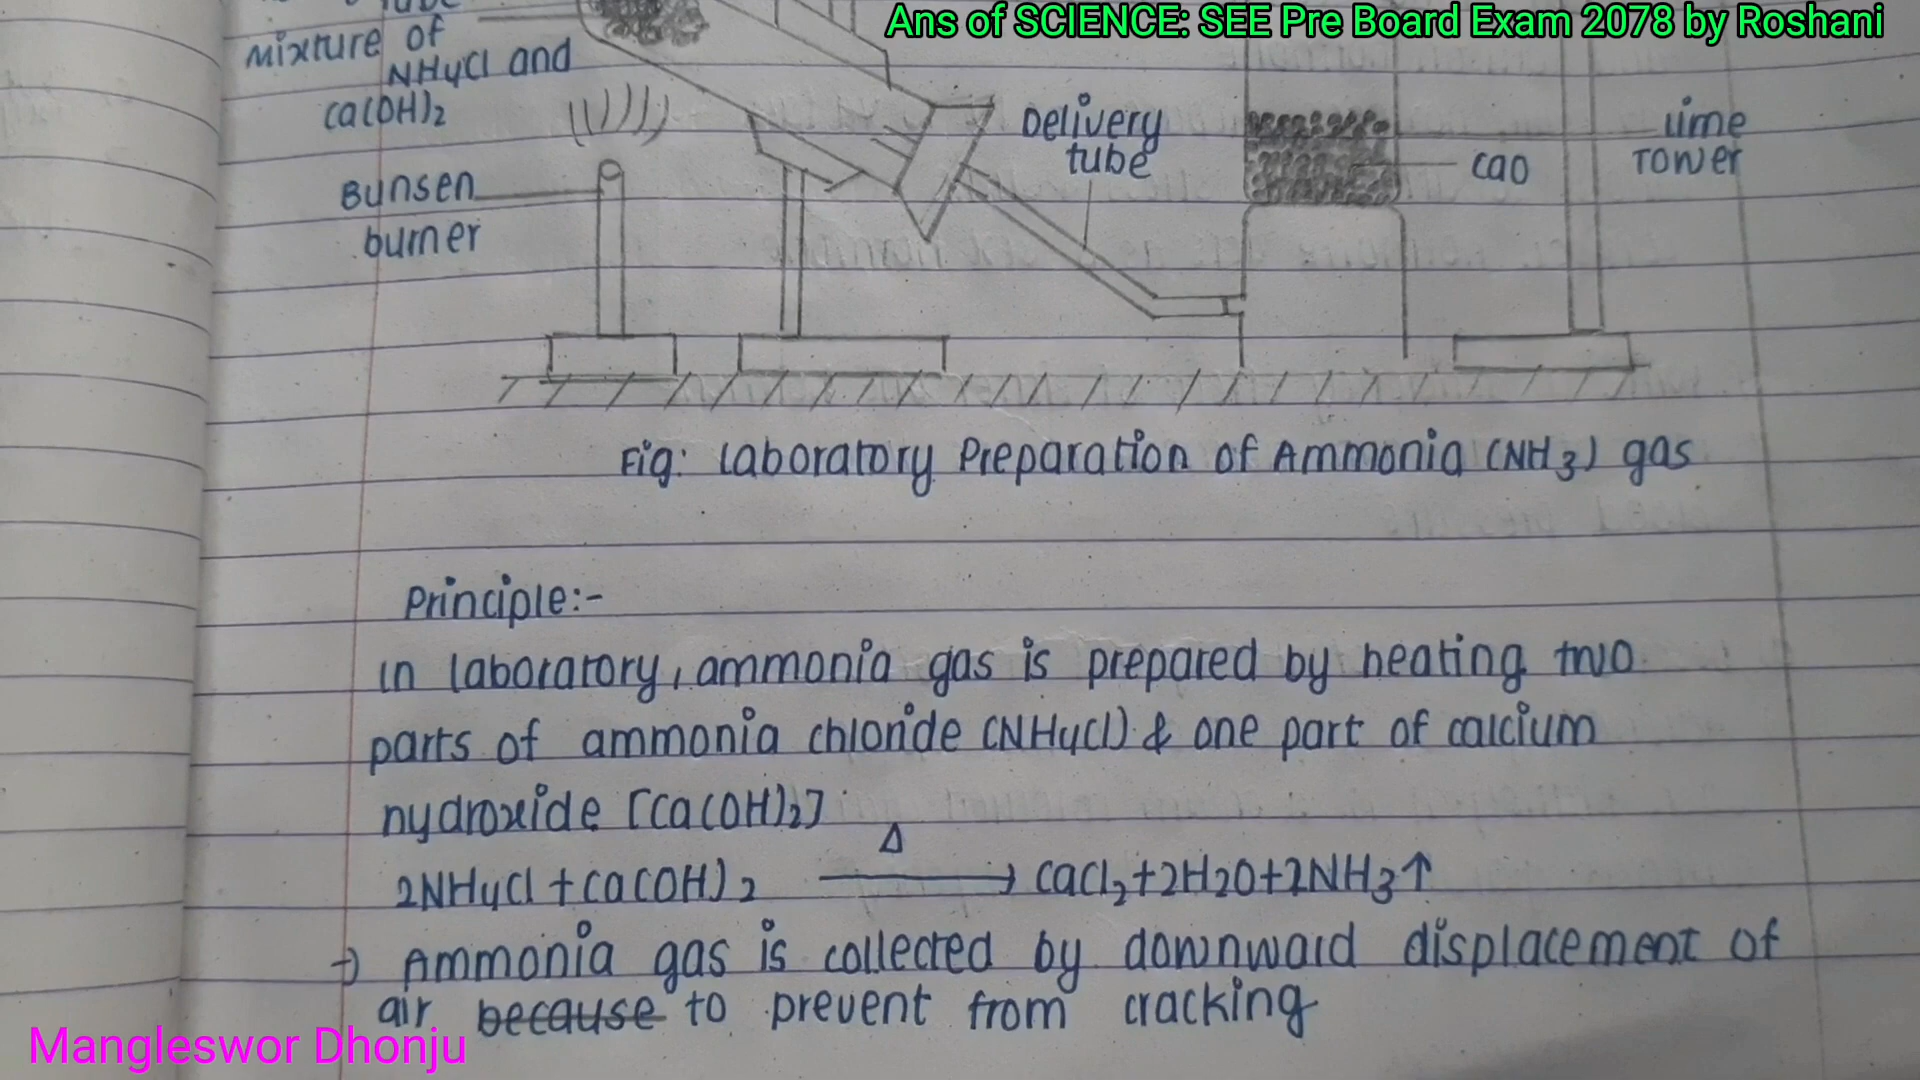 Ans of SCIENCE: SEE Pre Board Exam 2078 by Roshani
Mixture of
NH4Cl and
Ca(OH)2
Bunsen
burner
Delivery
tube
CaO
Lime
Tower
Fig: Laboratory Preparation of Ammonia (NH3) gas
Principle:-
In laboratory, ammonia gas is prepared by heating two
parts of ammonia chloride (NH4Cl) & one part of calcium
hydroxide [Ca(OH)2]
2NH4Cl + Ca(OH)2 Δ → CaCl2+2H2O+2NH3↑
→ Ammonia gas is collected by downward displacement of
air because to prevent from cracking
Mangleswor Dhonju